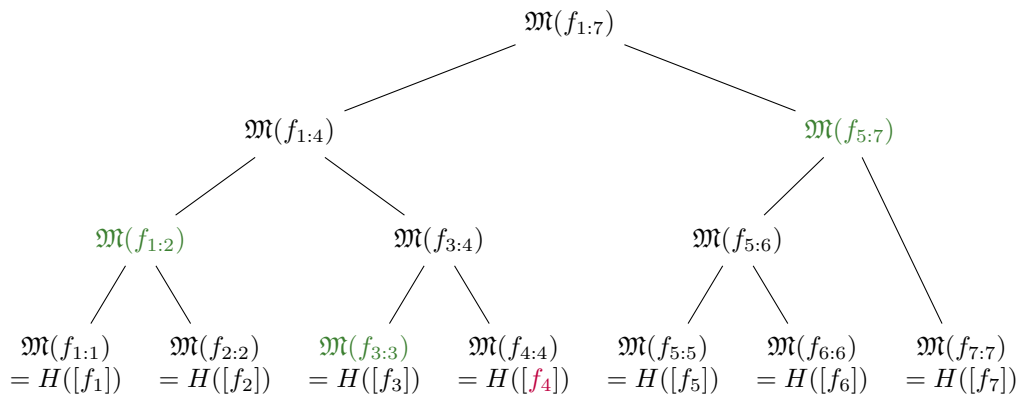 𝔐(f₁:₇)
𝔐(f₁:₄) 𝔐(f₅:₇)
𝔐(f₁:₂) 𝔐(f₃:₄) 𝔐(f₅:₆)
𝔐(f₁:₁) 𝔐(f₂:₂) 𝔐(f₃:₃) 𝔐(f₄:₄) 𝔐(f₅:₅) 𝔐(f₆:₆) 𝔐(f₇:₇)
= H([f₁]) = H([f₂]) = H([f₃]) = H([f₄]) = H([f₅]) = H([f₆]) = H([f₇])